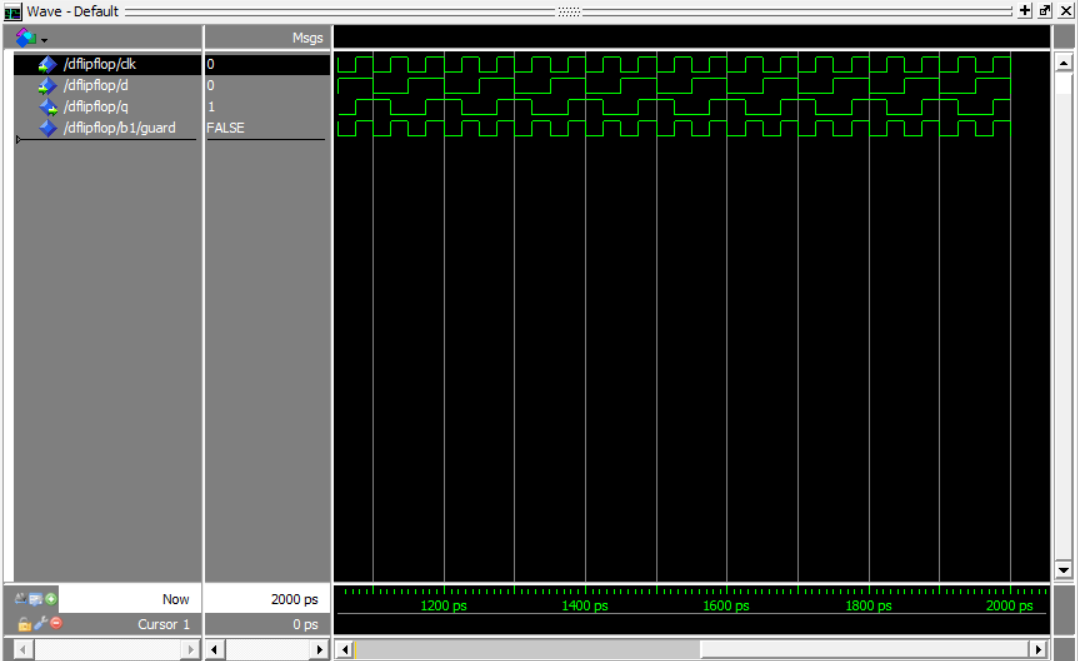 Wave - Default
Msgs
/dflipflop/clk 0
/dflipflop/d 0
/dflipflop/q 1
/dflipflop/b1/guard FALSE
Now 2000 ps
1200 ps 1400 ps 1600 ps 1800 ps 2000 ps
Cursor 1 0 ps